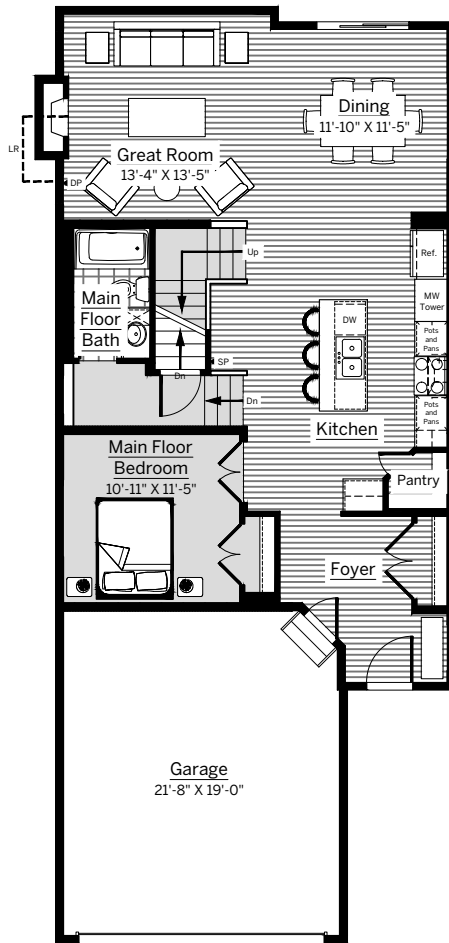 Dining
11'-10" X 11'-5"
LR
Great Room
13'-4" X 13'-5"
DP
Up
Ref.
Main
Floor
Bath
MW
Tower
DW
Pots
and
Pans
SP
Dn
Dn
Pots
and
Pans
Kitchen
Main Floor
Bedroom
10'-11" X 11'-5"
Pantry
Foyer
Garage
21'-8" X 19'-0"